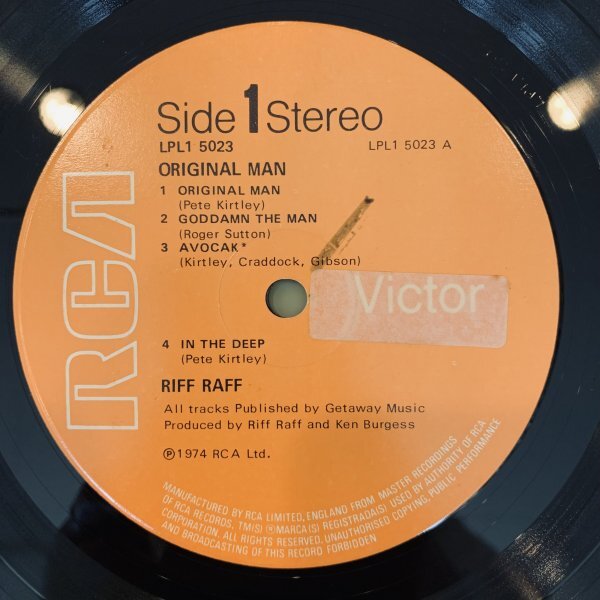 Side 1 Stereo
LPL1 5023 LPL1 5023 A
ORIGINAL MAN
1 ORIGINAL MAN
(Pete Kirtley)
2 GODDAMN THE MAN
(Roger Sutton)
3 AVOCAK*
(Kirtley, Craddock, Gibson)
RCA Victor
4 IN THE DEEP
(Pete Kirtley)
RIFF RAFF
All tracks Published by Getaway Music
Produced by Riff Raff and Ken Burgess
℗1974 RCA Ltd.
MANUFACTURED BY RCA LIMITED, ENGLAND FROM MASTER RECORDINGS
OF RCA RECORDS. TM(S) ® MARCA(S) REGISTRADA(S) USED BY AUTHORITY OF RCA
CORPORATION. ALL RIGHTS RESERVED. UNAUTHORISED COPYING, PUBLIC PERFORMANCE
AND BROADCASTING OF THIS RECORD FORBIDDEN